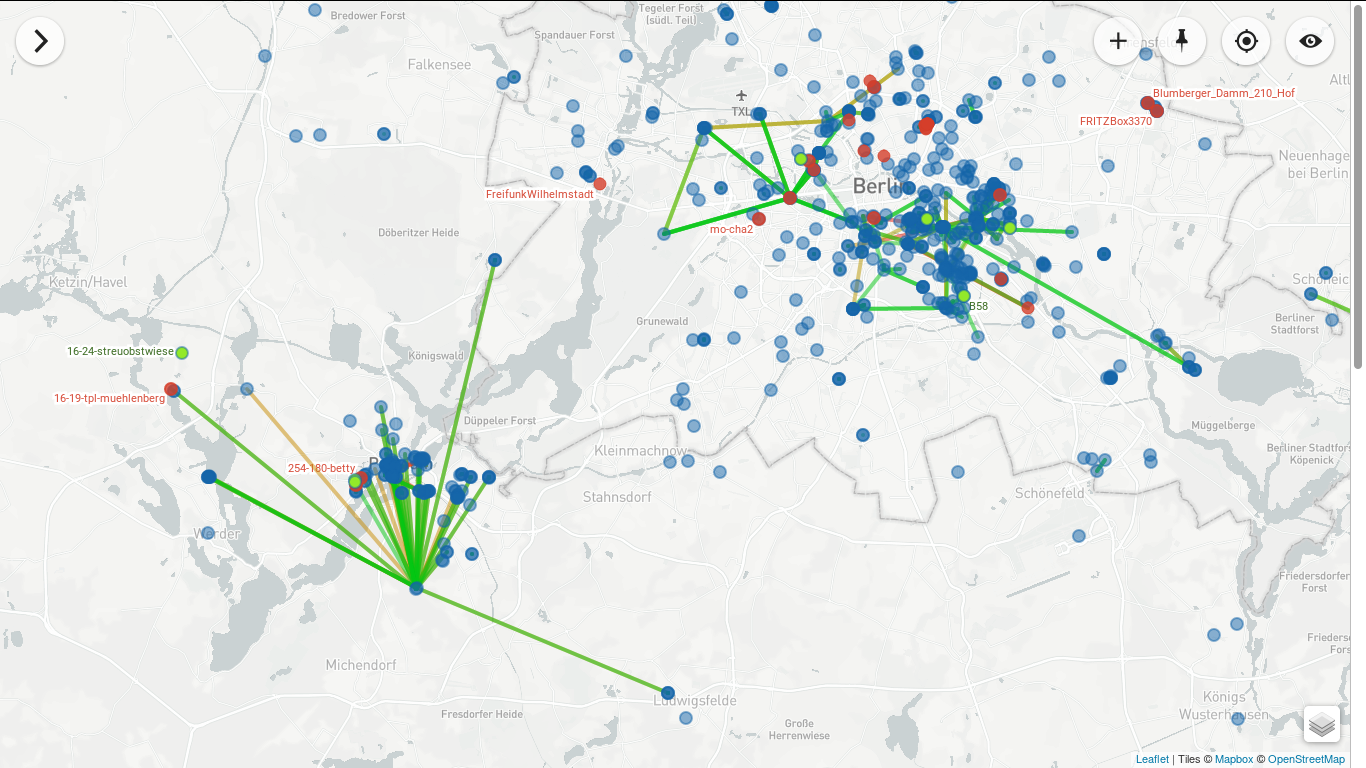 Bredower Forst
Tegeler Forst
(südl. Teil)
Spandauer Forst
Falkensee
TXL
Blumberger_Damm_210_Hof
FRITZBox3370
Neuenhage
bei Berlin
Berlin
FreifunkWilhelmstadt
mo-cha2
Döberitzer Heide
Ketzin/Havel
Schöneic
B58
Grunewald
Berliner
Stadtforst
16-24-streuobstwiese
Königswald
16-19-tpl-muehlenberg
Düppeler Forst
Müggelberge
Kleinmachnow
Berliner Stadtfors
Köpenick
254-180-betty
Stahnsdorf
Schönefeld
Werder
Friedersdorfer
Forst
Michendorf
Frieders
Fors
Ludwigsfelde
Fresdorfer Heide
Große
Herrenwiese
Königs
Wusterhausen
Leaflet | Tiles © Mapbox © OpenStreetMap